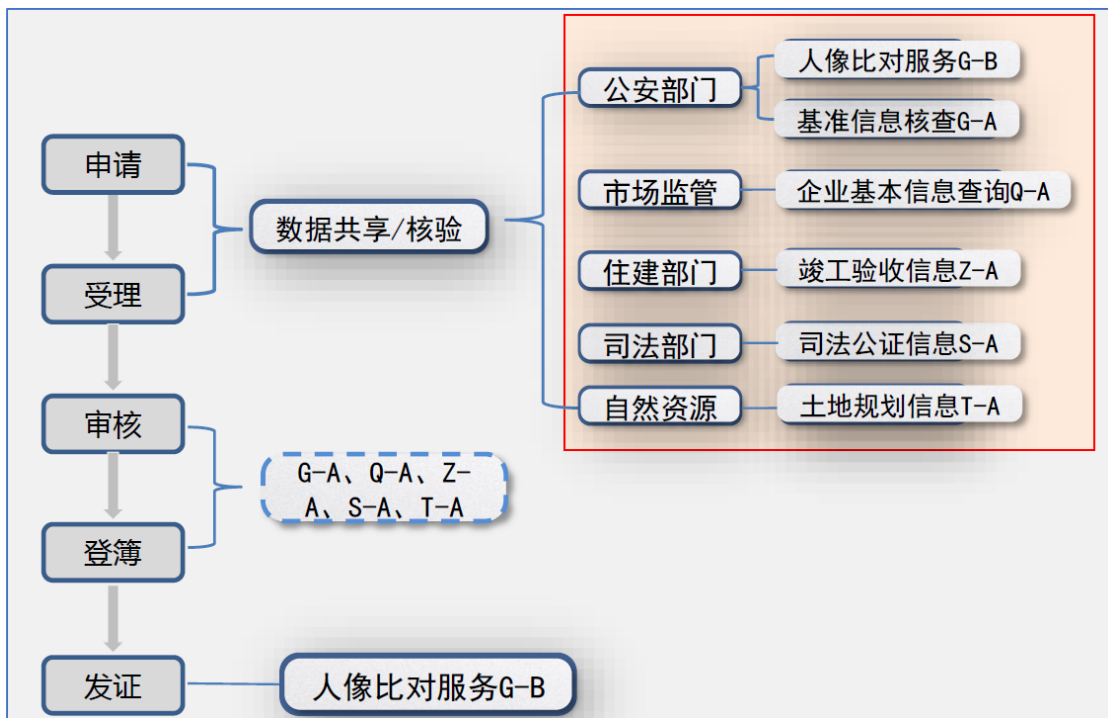 人像比对服务G-B
公安部门
基准信息核查G-A
申请
市场监管
企业基本信息查询Q-A
数据共享/核验
住建部门
竣工验收信息Z-A
受理
司法部门
司法公证信息S-A
自然资源
土地规划信息T-A
审核
G-A、Q-A、Z-
A、S-A、T-A
登簿
发证
人像比对服务G-B